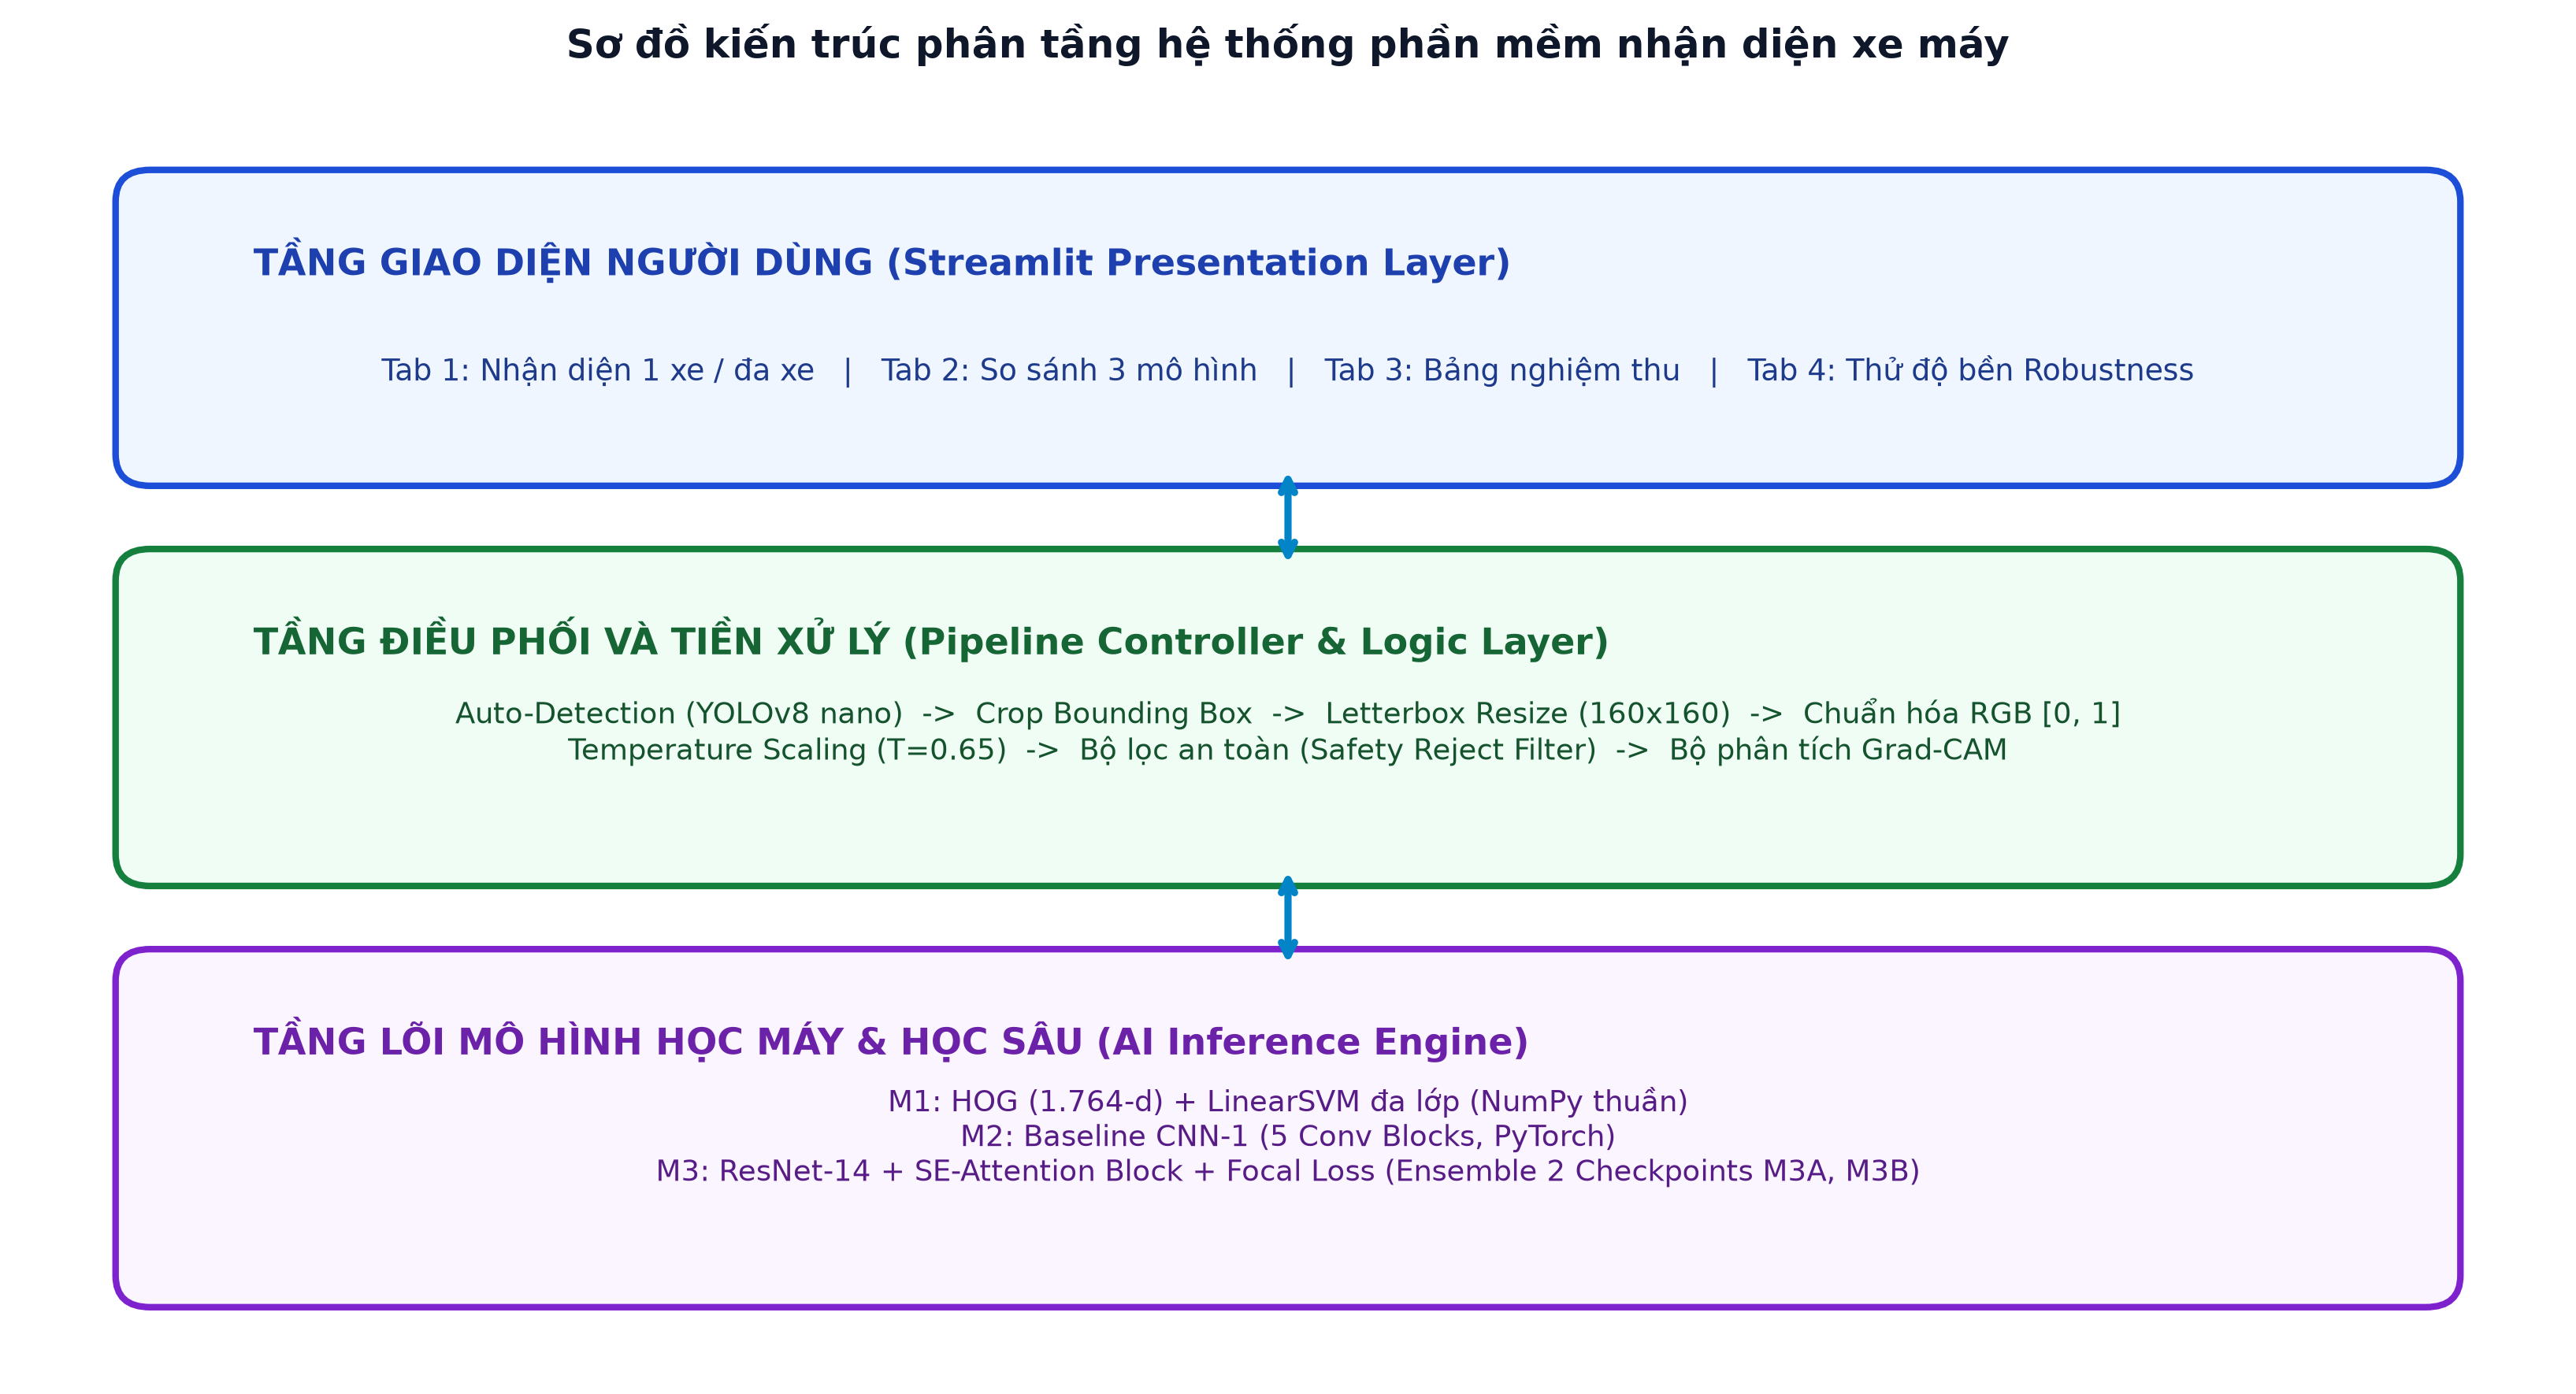 Sơ đồ kiến trúc phân tầng hệ thống phần mềm nhận diện xe máy
TẦNG GIAO DIỆN NGƯỜI DÙNG (Streamlit Presentation Layer)
Tab 1: Nhận diện 1 xe / đa xe | Tab 2: So sánh 3 mô hình | Tab 3: Bảng nghiệm thu | Tab 4: Thử độ bền Robustness
TẦNG ĐIỀU PHỐI VÀ TIỀN XỬ LÝ (Pipeline Controller & Logic Layer)
Auto-Detection (YOLOv8 nano) -> Crop Bounding Box -> Letterbox Resize (160x160) -> Chuẩn hóa RGB [0, 1]
Temperature Scaling (T=0.65) -> Bộ lọc an toàn (Safety Reject Filter) -> Bộ phân tích Grad-CAM
TẦNG LÕI MÔ HÌNH HỌC MÁY & HỌC SÂU (AI Inference Engine)
M1: HOG (1.764-d) + LinearSVM đa lớp (NumPy thuần)
M2: Baseline CNN-1 (5 Conv Blocks, PyTorch)
M3: ResNet-14 + SE-Attention Block + Focal Loss (Ensemble 2 Checkpoints M3A, M3B)